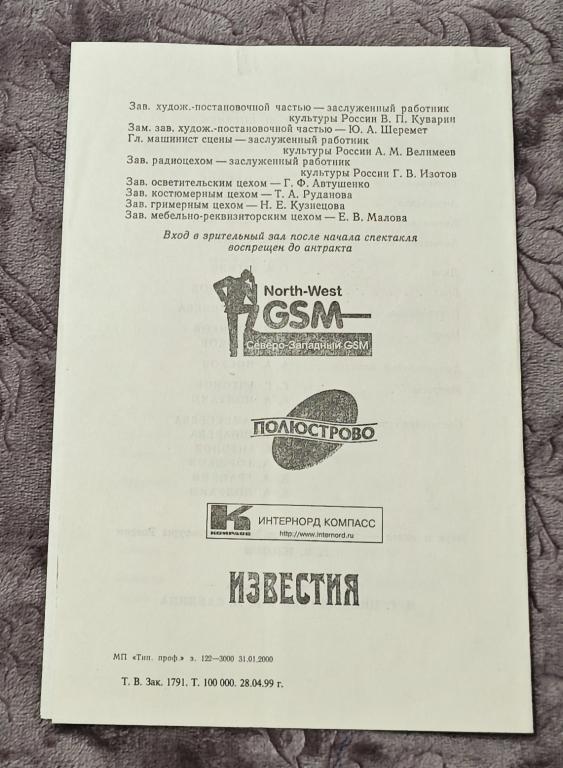 Зав. худож.-постановочной частью — заслуженный работник
культуры России В. П. Куварин
Зам. зав. худож.-постановочной частью — Ю. А. Шеремет
Гл. машинист сцены — заслуженный работник
культуры России А. М. Велимеев
Зав. радиоцехом — заслуженный работник
культуры России Г. В. Изотов
Зав. осветительским цехом — Г. Ф. Автушенко
Зав. костюмерным цехом — Т. А. Руданова
Зав. гримерным цехом — Н. Е. Кузнецова
Зав. мебельно-реквизиторским цехом — Е. В. Малова
Вход в зрительный зал после начала спектакля
воспрещен до антракта
North-West
GSM
Северо-Западный GSM
ПОЛЮСТРОВО
К
КОМПАСС
ИНТЕРНОРД КОМПАСС
http://www.internord.ru
ИЗВЕСТИЯ
МП «Тип. проф.» з. 122—3000 31.01.2000
Т. В. Зак. 1791. Т. 100 000. 28.04.99 г.